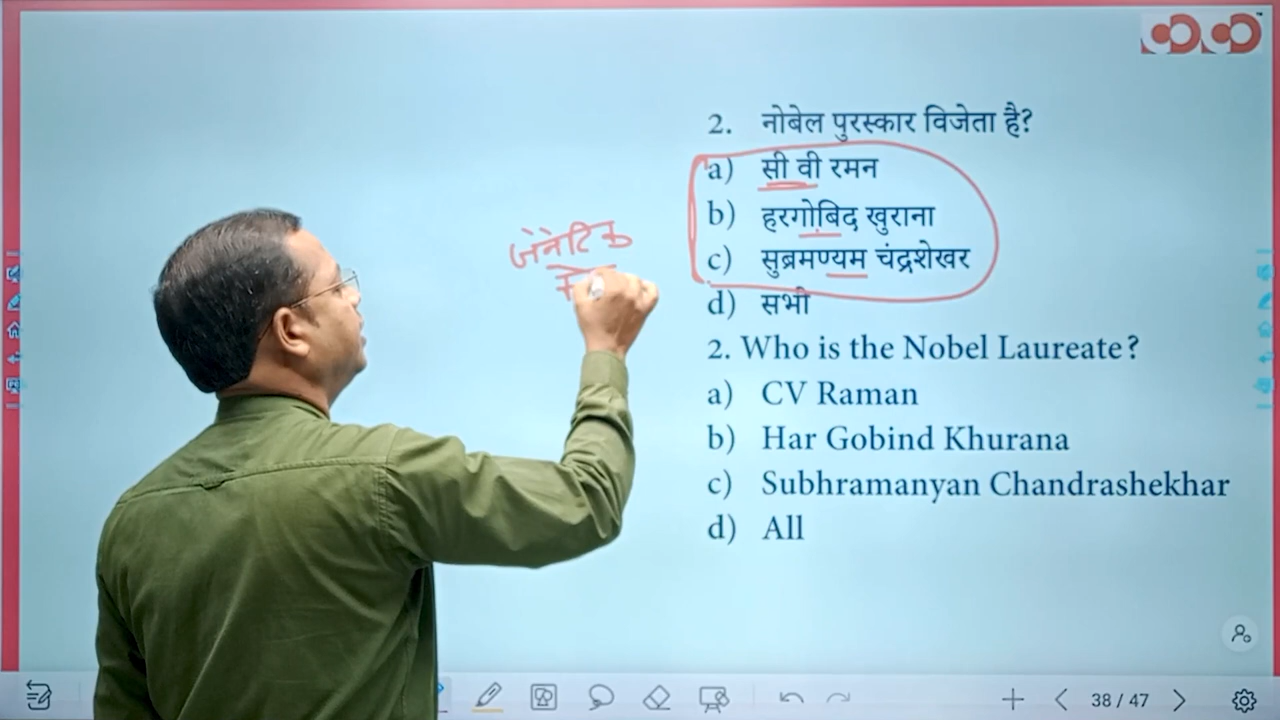 2. नोबेल पुरस्कार विजेता है?
a) सी वी रमन
b) हरगोबिद खुराना
c) सुब्रमण्यम चंद्रशेखर
d) सभी
जेनेटिक
2. Who is the Nobel Laureate?
a) CV Raman
b) Har Gobind Khurana
c) Subhramanyan Chandrashekhar
d) All
38 / 47